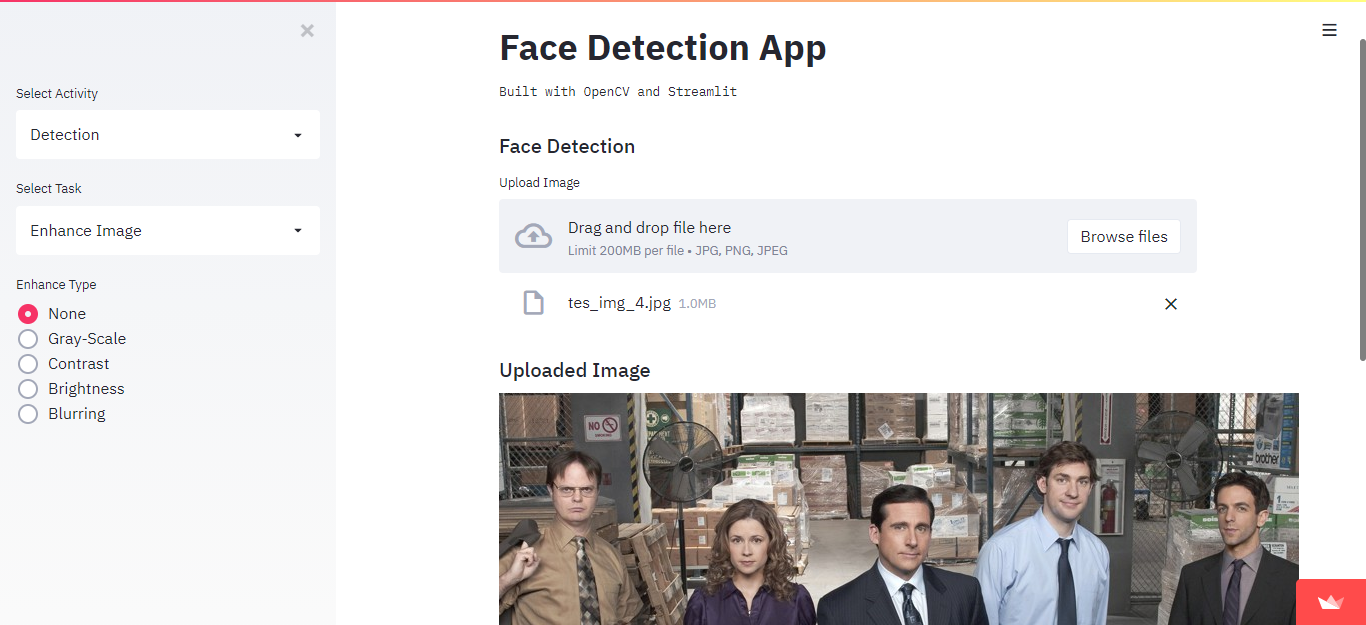 Select Activity
Detection
Select Task
Enhance Image
Enhance Type
None
Gray-Scale
Contrast
Brightness
Blurring
Face Detection App
Built with OpenCV and Streamlit
Face Detection
Upload Image
Drag and drop file here
Limit 200MB per file • JPG, PNG, JPEG
Browse files
tes_img_4.jpg 1.0MB
Uploaded Image
NO
SMOKING
brother